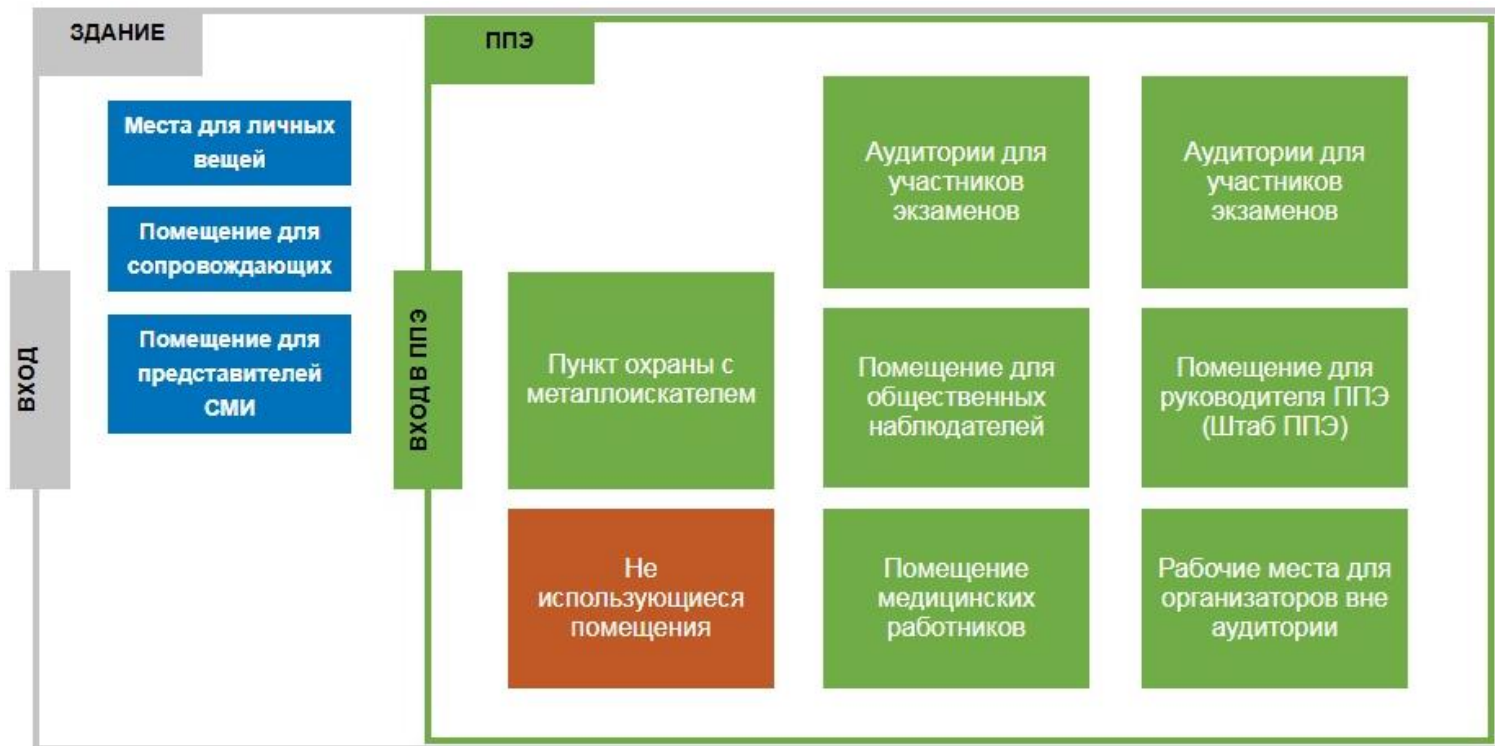 ЗДАНИЕ
ВХОД
Места для личных
вещей
Помещение для
сопровождающих
Помещение для
представителей
СМИ
ППЭ
ВХОД В ППЭ
Пункт охраны с
металлоискателем
Не
использующиеся
помещения
Аудитории для
участников
экзаменов
Помещение для
общественных
наблюдателей
Помещение
медицинских
работников
Аудитории для
участников
экзаменов
Помещение для
руководителя ППЭ
(Штаб ППЭ)
Рабочие места для
организаторов вне
аудитории